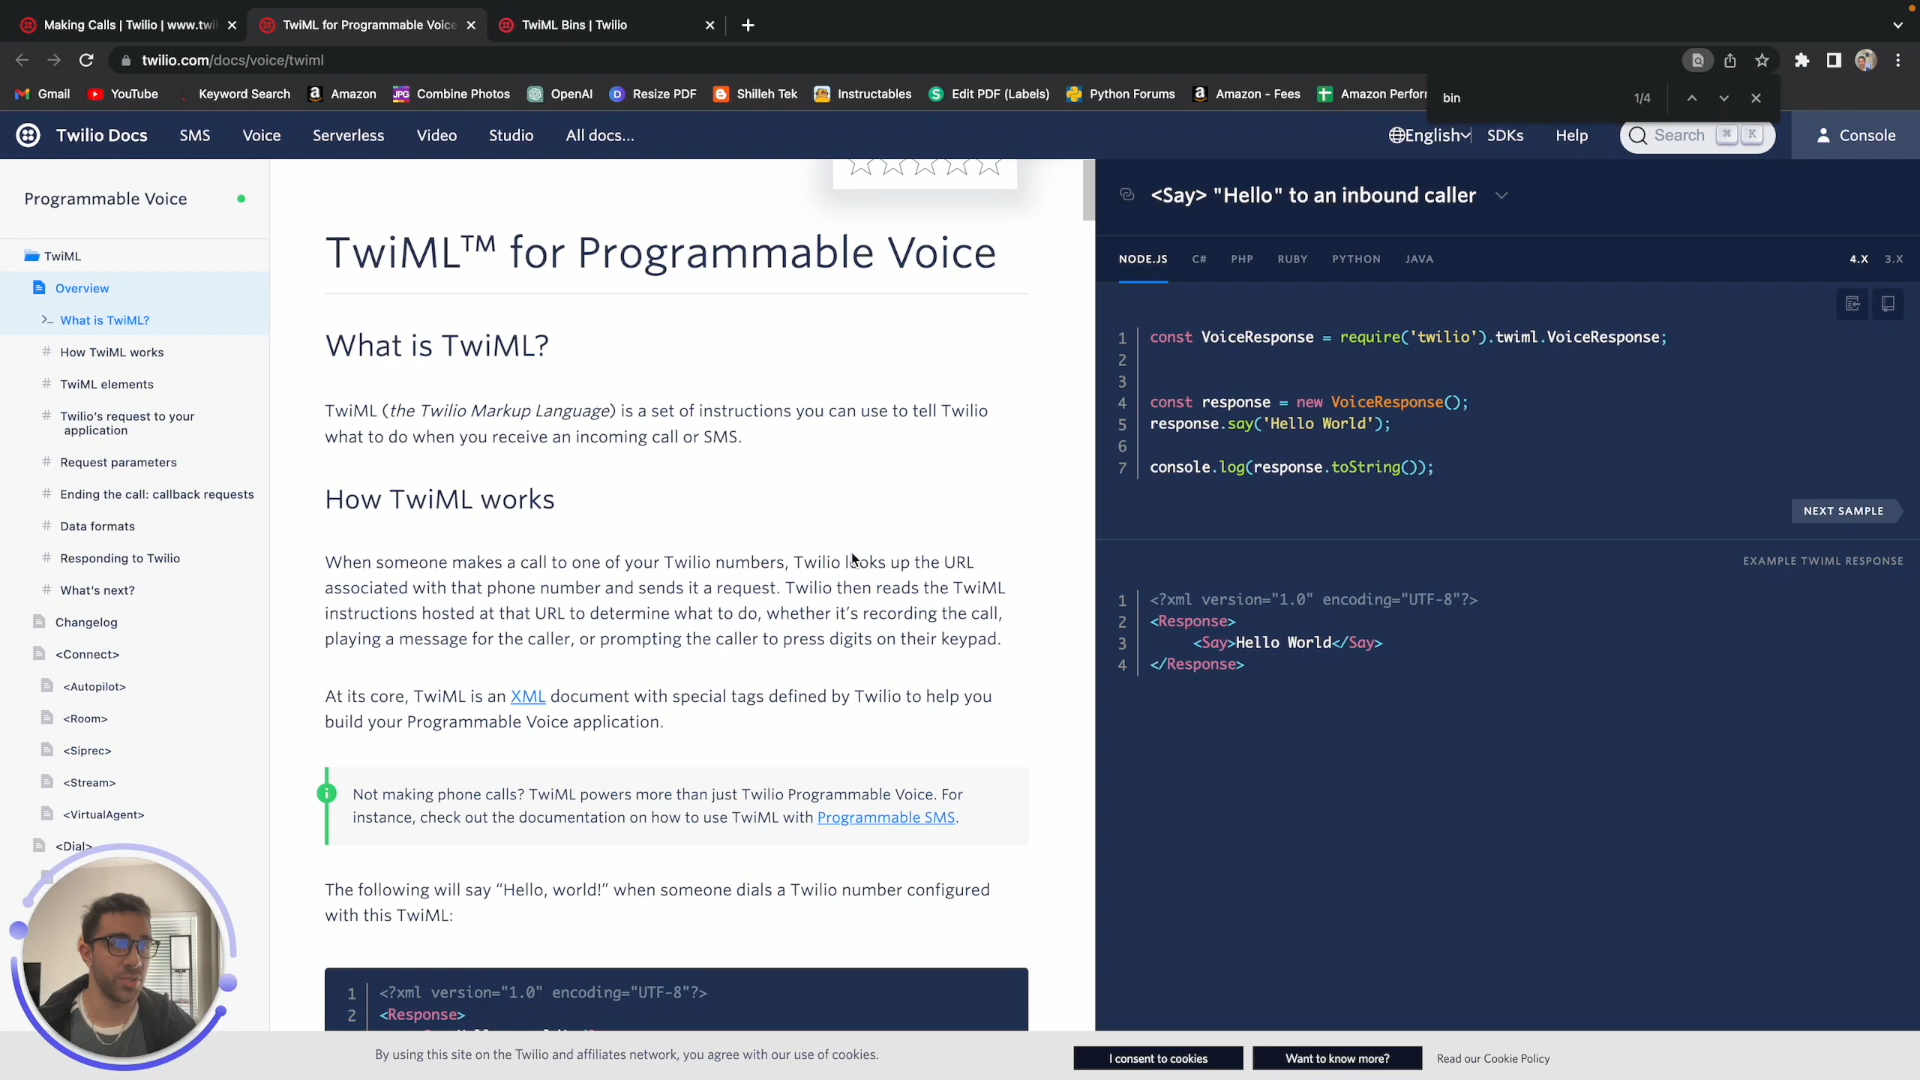 Making Calls | Twilio | www.twi
TwiML for Programmable Voice
TwiML Bins | Twilio
twilio.com/docs/voice/twiml
Gmail
YouTube
Keyword Search
Amazon
Combine Photos
OpenAI
Resize PDF
Shilleh Tek
Instructables
Edit PDF (Labels)
Python Forums
Amazon - Fees
Amazon Perforr
bin
1/4
Twilio Docs
SMS
Voice
Serverless
Video
Studio
All docs...
English
SDKs
Help
Search ⌘ K
Console
Programmable Voice
TwiML
Overview
>_ What is TwiML?
# How TwiML works
# TwiML elements
# Twilio's request to your
application
# Request parameters
# Ending the call: callback requests
# Data formats
# Responding to Twilio
# What's next?
Changelog
<Connect>
<Autopilot>
<Room>
<Siprec>
<Stream>
<VirtualAgent>
<Dial>
TwiML™ for Programmable Voice
What is TwiML?
TwiML (the Twilio Markup Language) is a set of instructions you can use to tell Twilio
what to do when you receive an incoming call or SMS.
How TwiML works
When someone makes a call to one of your Twilio numbers, Twilio looks up the URL
associated with that phone number and sends it a request. Twilio then reads the TwiML
instructions hosted at that URL to determine what to do, whether it's recording the call,
playing a message for the caller, or prompting the caller to press digits on their keypad.
At its core, TwiML is an XML document with special tags defined by Twilio to help you
build your Programmable Voice application.
Not making phone calls? TwiML powers more than just Twilio Programmable Voice. For
instance, check out the documentation on how to use TwiML with Programmable SMS.
The following will say “Hello, world!” when someone dials a Twilio number configured
with this TwiML:
1 <?xml version="1.0" encoding="UTF-8"?>
2 <Response>
<Say> "Hello" to an inbound caller
NODE.JS
C#
PHP
RUBY
PYTHON
JAVA
4.X
3.X
1 const VoiceResponse = require('twilio').twiml.VoiceResponse;
2
3
4 const response = new VoiceResponse();
5 response.say('Hello World');
6
7 console.log(response.toString());
NEXT SAMPLE
EXAMPLE TWIML RESPONSE
1 <?xml version="1.0" encoding="UTF-8"?>
2 <Response>
3 <Say>Hello World</Say>
4 </Response>
By using this site on the Twilio and affiliates network, you agree with our use of cookies.
I consent to cookies
Want to know more?
Read our Cookie Policy